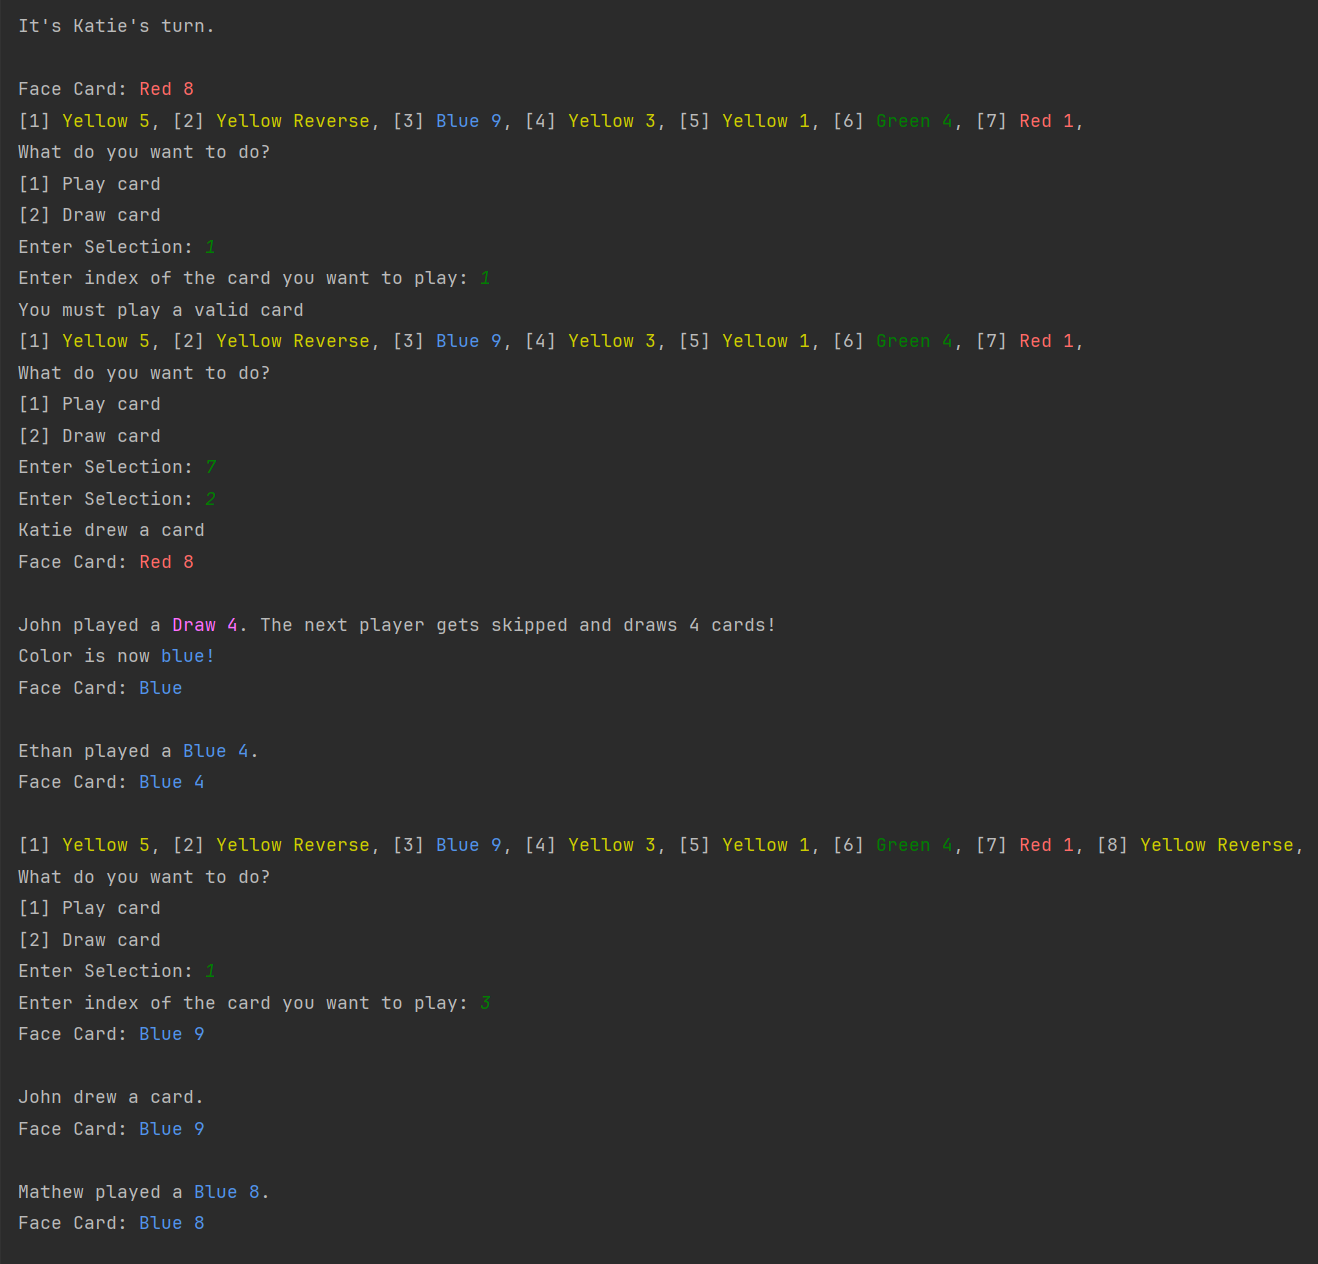 It's Katie's turn.
Face Card: Red 8
[1] Yellow 5, [2] Yellow Reverse, [3] Blue 9, [4] Yellow 3, [5] Yellow 1, [6] Green 4, [7] Red 1,
What do you want to do?
[1] Play card
[2] Draw card
Enter Selection: 1
Enter index of the card you want to play: 1
You must play a valid card
[1] Yellow 5, [2] Yellow Reverse, [3] Blue 9, [4] Yellow 3, [5] Yellow 1, [6] Green 4, [7] Red 1,
What do you want to do?
[1] Play card
[2] Draw card
Enter Selection: 7
Enter Selection: 2
Katie drew a card
Face Card: Red 8
John played a Draw 4. The next player gets skipped and draws 4 cards!
Color is now blue!
Face Card: Blue
Ethan played a Blue 4.
Face Card: Blue 4
[1] Yellow 5, [2] Yellow Reverse, [3] Blue 9, [4] Yellow 3, [5] Yellow 1, [6] Green 4, [7] Red 1, [8] Yellow Reverse,
What do you want to do?
[1] Play card
[2] Draw card
Enter Selection: 1
Enter index of the card you want to play: 3
Face Card: Blue 9
John drew a card.
Face Card: Blue 9
Mathew played a Blue 8.
Face Card: Blue 8